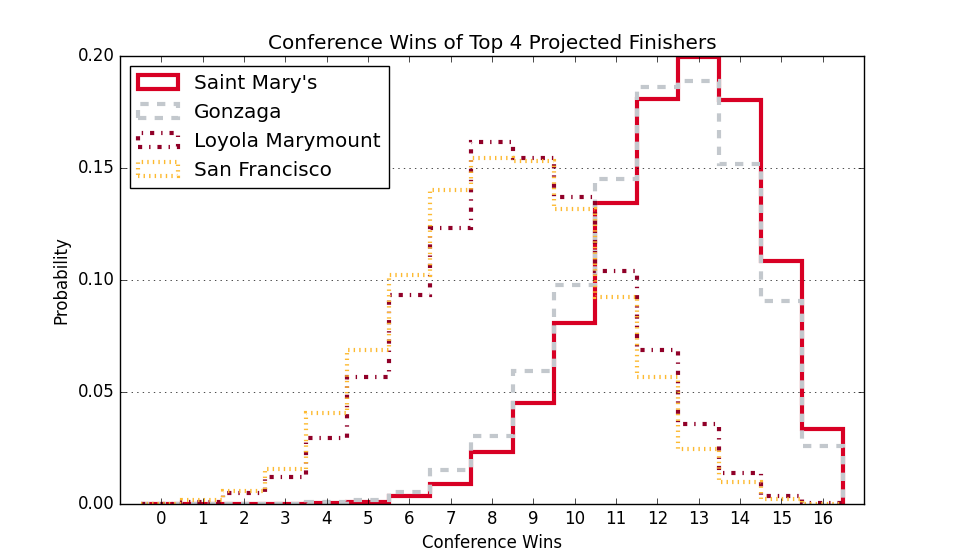 Conference Wins of Top 4 Projected Finishers
0.20
Saint Mary's
Gonzaga
Loyola Marymount
San Francisco
0.15
0.10
0.05
0.00
Probability
0 1 2 3 4 5 6 7 8 9 10 11 12 13 14 15 16
Conference Wins